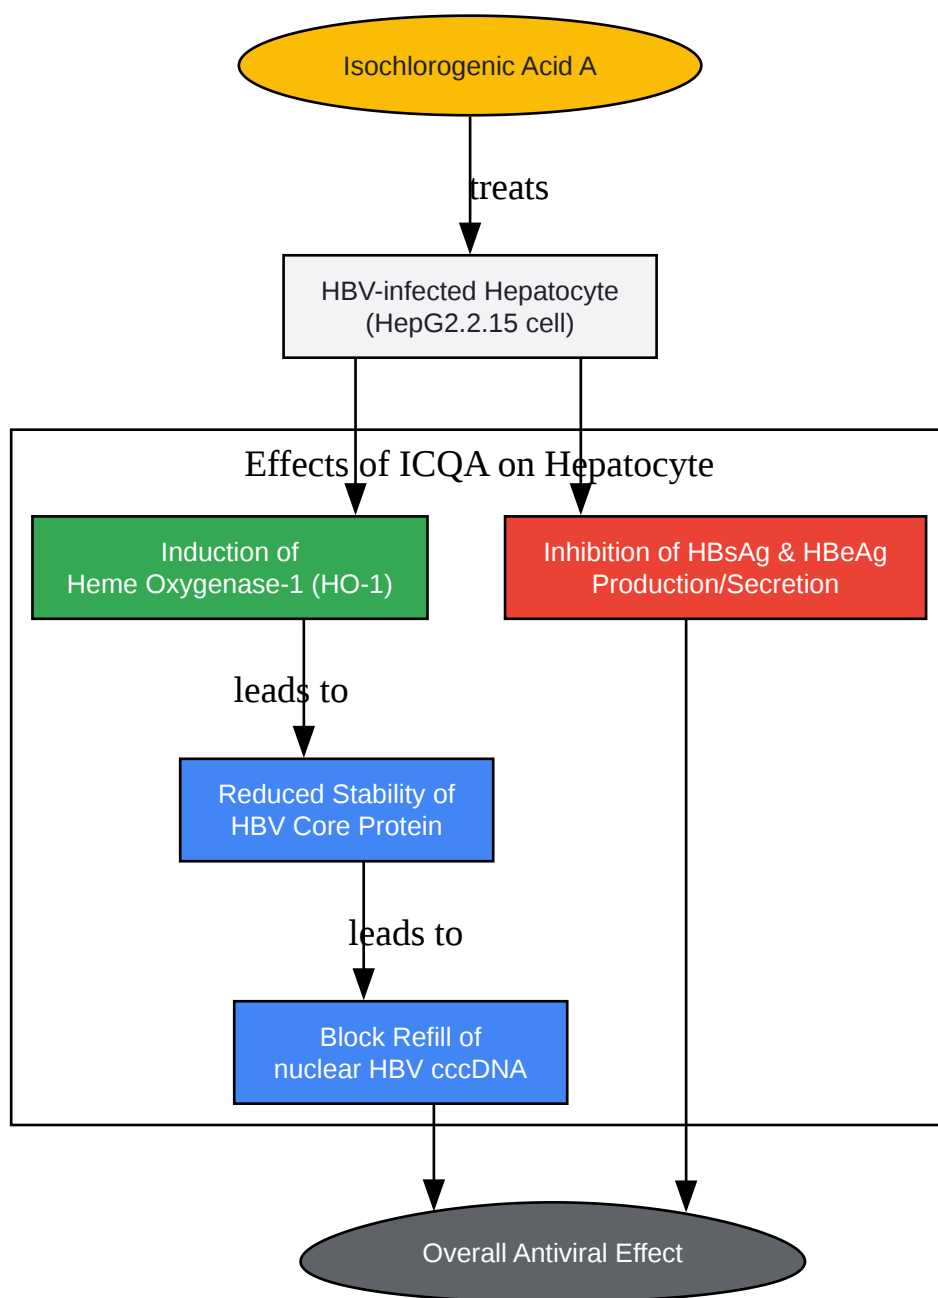 Isochlorogenic Acid A
treats
HBV-infected Hepatocyte
(HepG2.2.15 cell)
Effects of ICQA on Hepatocyte
Induction of
Heme Oxygenase-1 (HO-1)
Inhibition of HBsAg & HBeAg
Production/Secretion
leads to
Reduced Stability of
HBV Core Protein
leads to
Block Refill of
nuclear HBV cccDNA
Overall Antiviral Effect